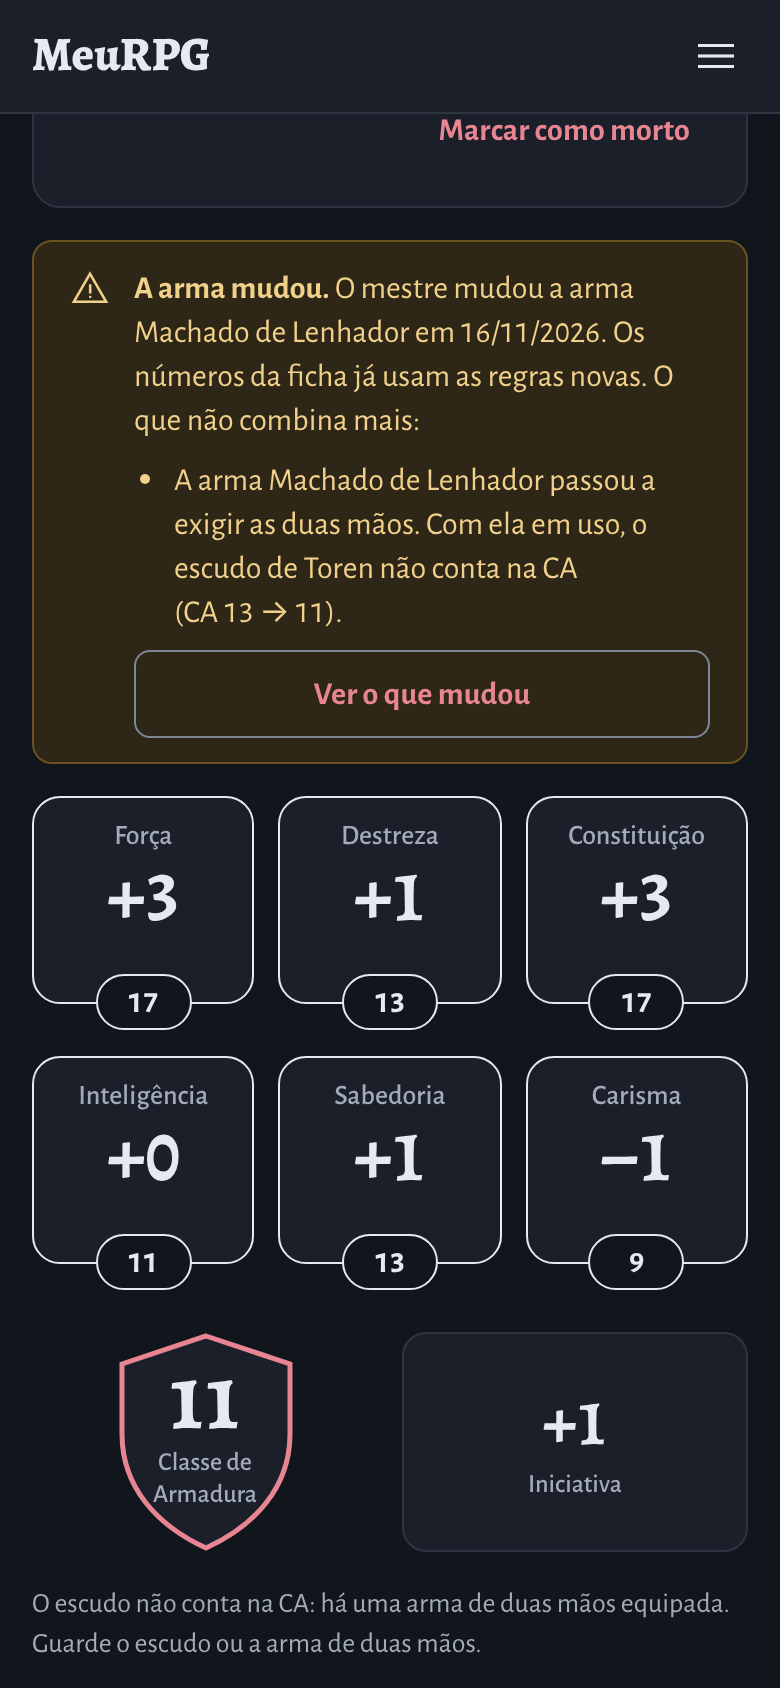 MeuRPG
Marcar como morto
A arma mudou. O mestre mudou a arma
Machado de Lenhador em 16/11/2026. Os
números da ficha já usam as regras novas. O
que não combina mais:
• A arma Machado de Lenhador passou a
exigir as duas mãos. Com ela em uso, o
escudo de Toren não conta na CA
(CA 13 → 11).
Ver o que mudou
Força
+3
17
Destreza
+1
13
Constituição
+3
17
Inteligência
+0
11
Sabedoria
+1
13
Carisma
−1
9
11
Classe de
Armadura
+1
Iniciativa
O escudo não conta na CA: há uma arma de duas mãos equipada.
Guarde o escudo ou a arma de duas mãos.